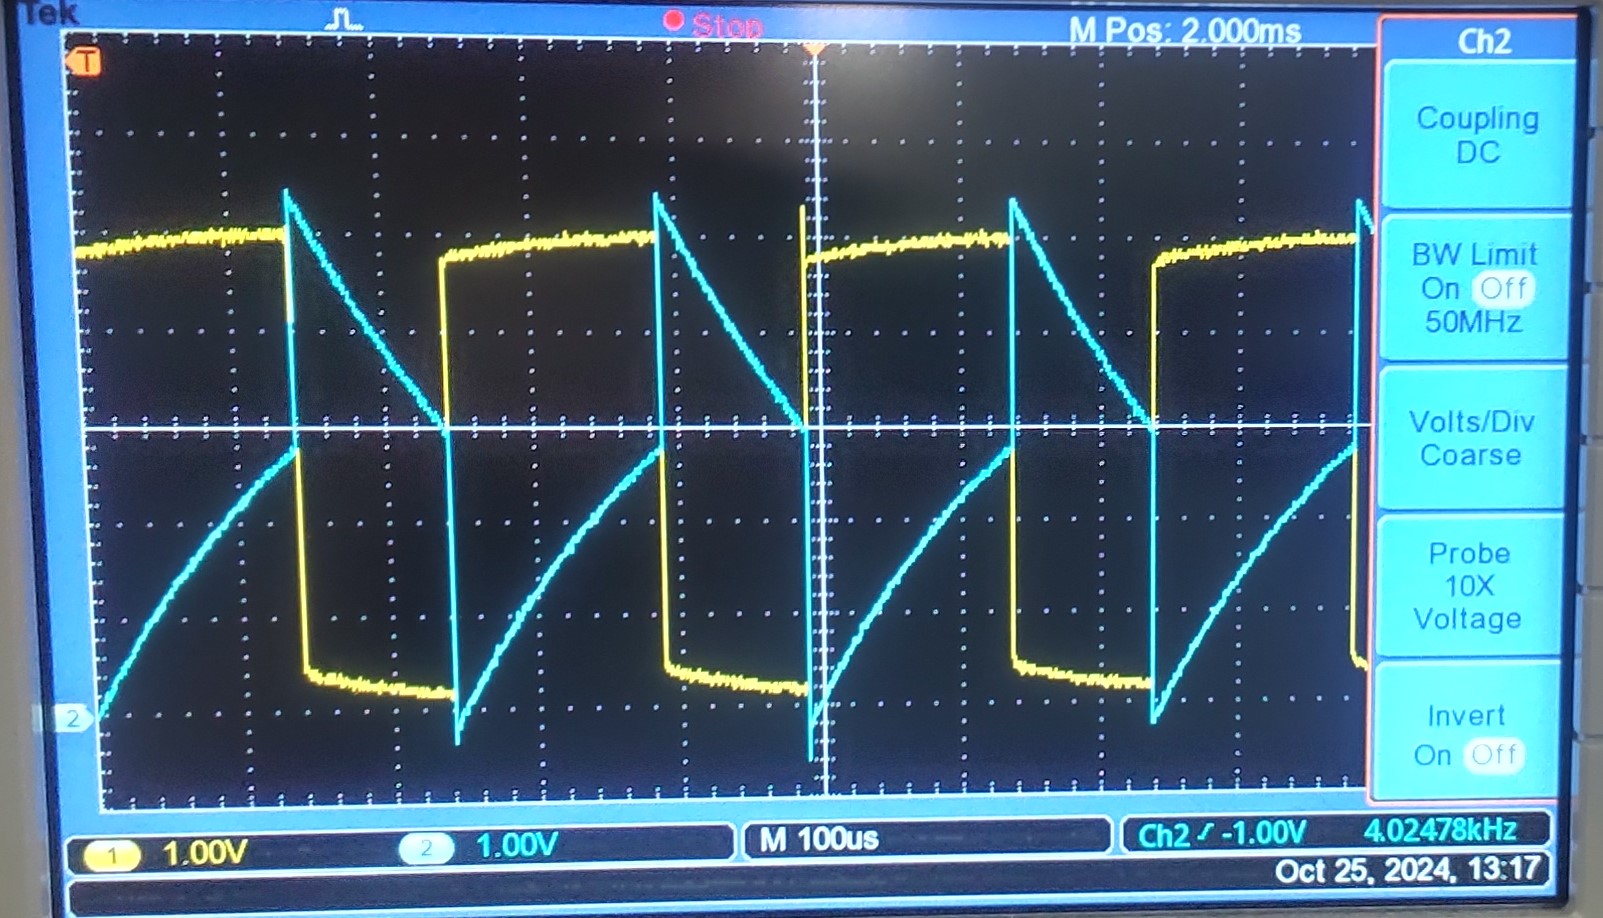 Tek
Stop
M Pos: 2.000ms
T
Ch2
Coupling
DC
BW Limit
On Off
50MHz
Volts/Div
Coarse
Probe
10X
Voltage
2
Invert
On Off
1 1.00V
2 1.00V
M 100us
Ch2 -1.00V
4.02478kHz
Oct 25, 2024, 13:17